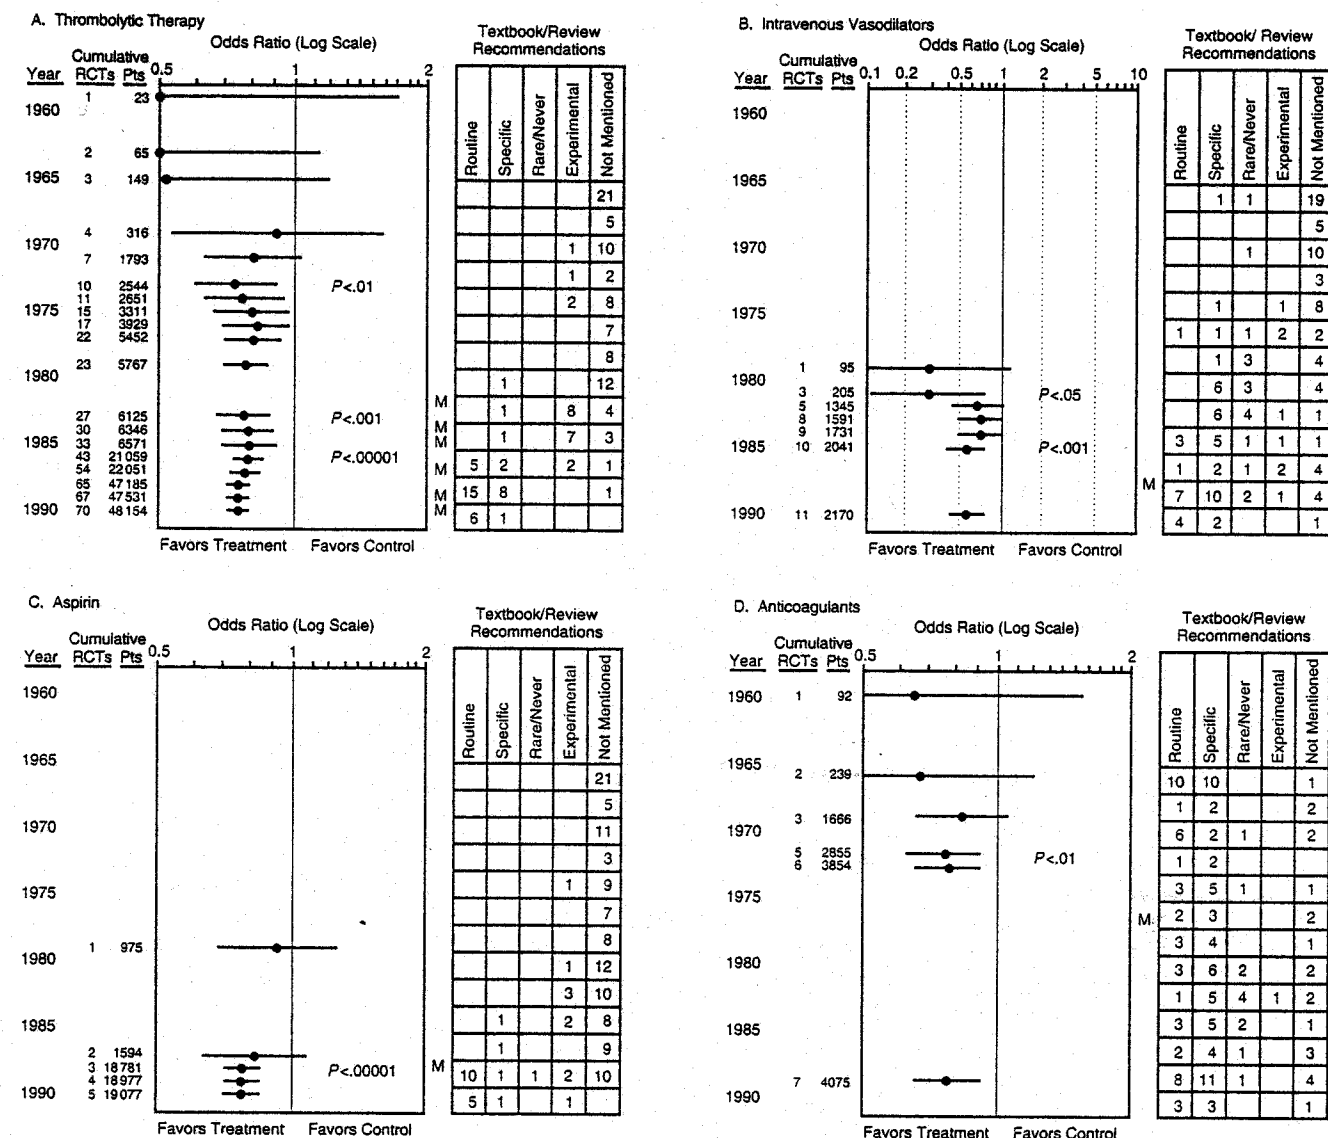 A. Thrombolytic Therapy
Odds Ratio (Log Scale)
Textbook/Review
Recommendations
Cumulative
Year RCTs Pts 0.5 1 2
Routine Specific Rare/Never Experimental Not Mentioned
1 23
1960
2 65
1965 3 149
21
5
4 316
1970
1 10
7 1793
1 2
10 2544 P<.01
11 2651
2 8
1975 15 3311
17 3929
7
22 5452
8
23 5767
1980
1 12
M
1 8 4
27 6125 P<.001
30 6346 M
1 7 3
1985 33 6571 M
43 21059 P<.00001
54 22051 M 5 2 2 1
65 47185
67 47531 M 15 8 1
1990 70 48154 M
6 1
Favors Treatment Favors Control
B. Intravenous Vasodilators
Odds Ratio (Log Scale)
Textbook/ Review
Recommendations
Cumulative
Year RCTs Pts 0.1 0.2 0.5 1 2 5 10
Routine Specific Rare/Never Experimental Not Mentioned
1960
1965
1 1 19
5
1970
1 10
3
1975
1 1 8
1 1 1 2 2
1 3 4
1 95
1980
6 3 4
3 205 P<.05
5 1345
6 4 1 1
8 1591
9 1731
3 5 1 1 1
1985 10 2041 P<.001
1 2 1 2 4
M
7 10 2 1 4
1990 11 2170
4 2 1
Favors Treatment Favors Control
C. Aspirin
Odds Ratio (Log Scale)
Textbook/Review
Recommendations
Cumulative
Year RCTs Pts 0.5 1 2
Routine Specific Rare/Never Experimental Not Mentioned
1960
1965
21
5
1970
11
3
1975
1 9
7
8
1 975
1980
1 12
3 10
1985
1 2 8
1 9
2 1594
3 18781 P<.00001 M
10 1 1 2 10
4 18977
1990 5 19077
5 1 1
Favors Treatment Favors Control
D. Anticoagulants
Odds Ratio (Log Scale)
Textbook/Review
Recommendations
Cumulative
Year RCTs Pts 0.5 1 2
Routine Specific Rare/Never Experimental Not Mentioned
1960 1 92
1965
2 239
10 10 1
1 2 2
3 1666
1970
6 2 1 2
5 2855 P<.01
6 3854
1 2
1975
3 5 1 1
M 2 3 2
3 4 1
1980
3 6 2 2
1 5 4 1 2
1985
3 5 2 1
2 4 1 3
7 4075
8 11 1 4
1990
3 3 1
Favors Treatment Favors Control